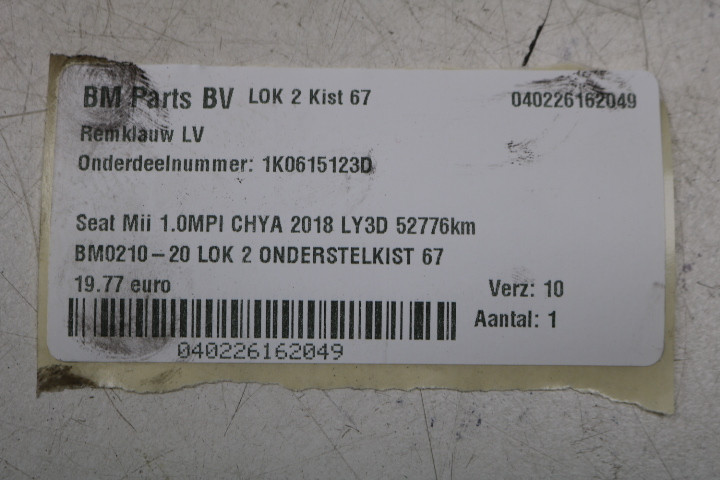 BM Parts BV LOK 2 Kist 67 040226162049
Remklauw LV
Onderdeelnummer: 1K0615123D
Seat Mii 1.0MPI CHYA 2018 LY3D 52776km
BM0210-20 LOK 2 ONDERSTELKIST 67
19.77 euro Verz: 10
Aantal: 1
040226162049